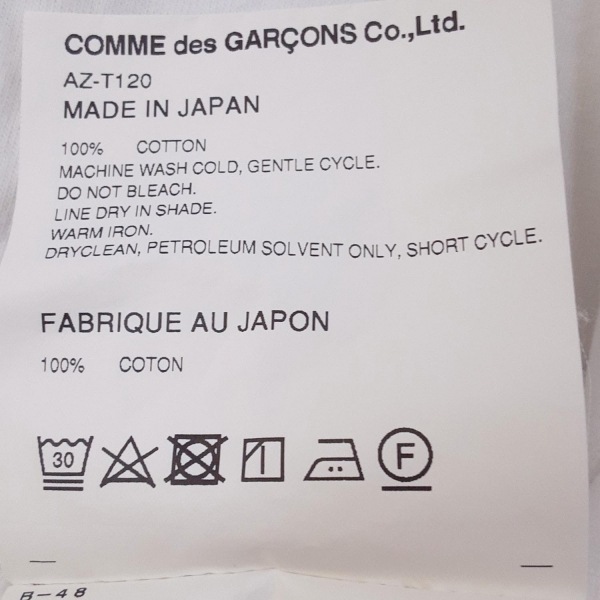 COMME des GARÇONS Co.,Ltd.
AZ-T120
MADE IN JAPAN
100% COTTON
MACHINE WASH COLD, GENTLE CYCLE.
DO NOT BLEACH.
LINE DRY IN SHADE.
WARM IRON.
DRYCLEAN, PETROLEUM SOLVENT ONLY, SHORT CYCLE.
FABRIQUE AU JAPON
100% COTON
30 F
B-48